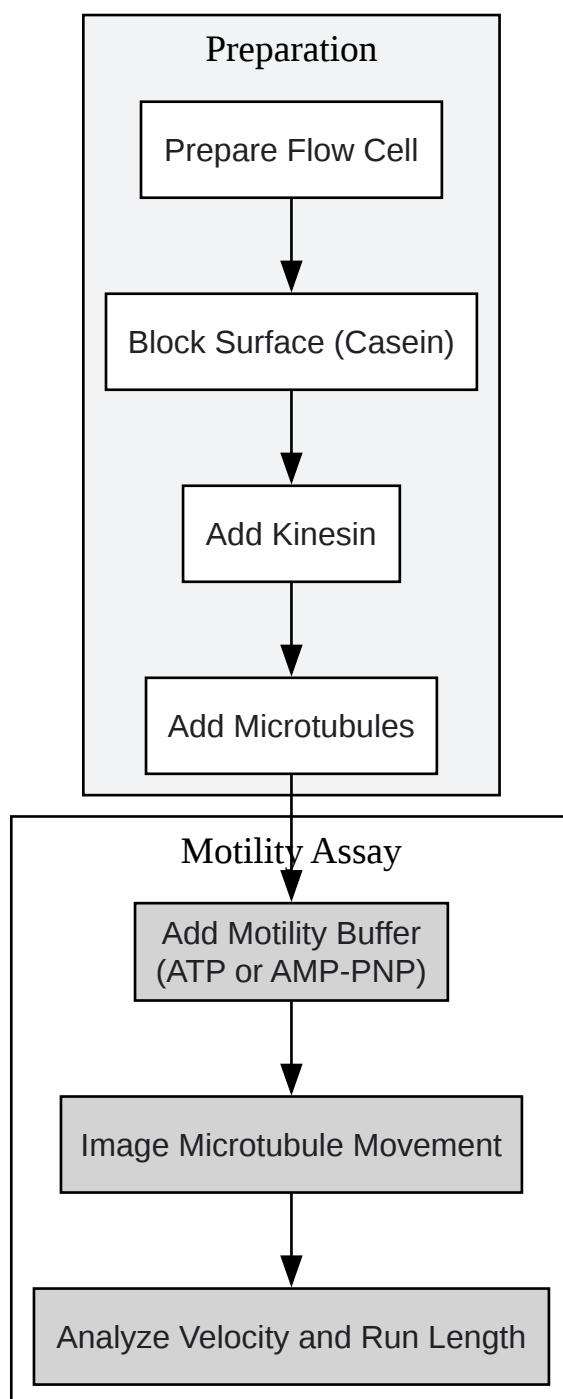 Preparation
Prepare Flow Cell
Block Surface (Casein)
Add Kinesin
Add Microtubules
Motility Assay
Add Motility Buffer
(ATP or AMP-PNP)
Image Microtubule Movement
Analyze Velocity and Run Length